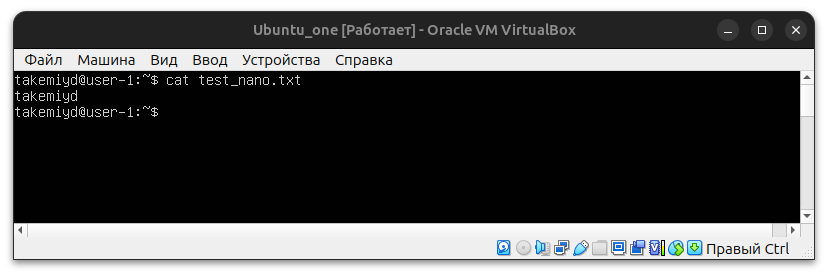 Ubuntu_one [Работает] - Oracle VM VirtualBox
Файл Машина Вид Ввод Устройства Справка
takemiyd@user-1:~$ cat test_nano.txt
takemiyd
takemiyd@user-1:~$
Правый Ctrl